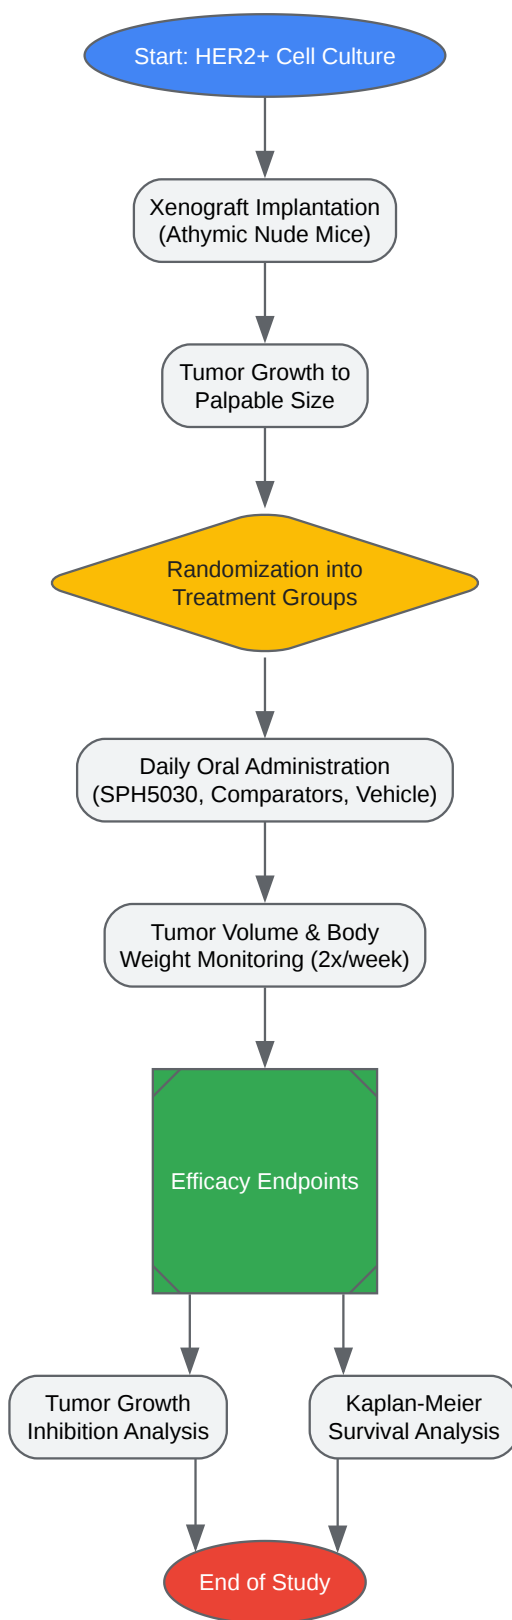 Start: HER2+ Cell Culture
Xenograft Implantation
(Athymic Nude Mice)
Tumor Growth to
Palpable Size
Randomization into
Treatment Groups
Daily Oral Administration
(SPH5030, Comparators, Vehicle)
Tumor Volume & Body
Weight Monitoring (2x/week)
Efficacy Endpoints
Tumor Growth
Inhibition Analysis
Kaplan-Meier
Survival Analysis
End of Study